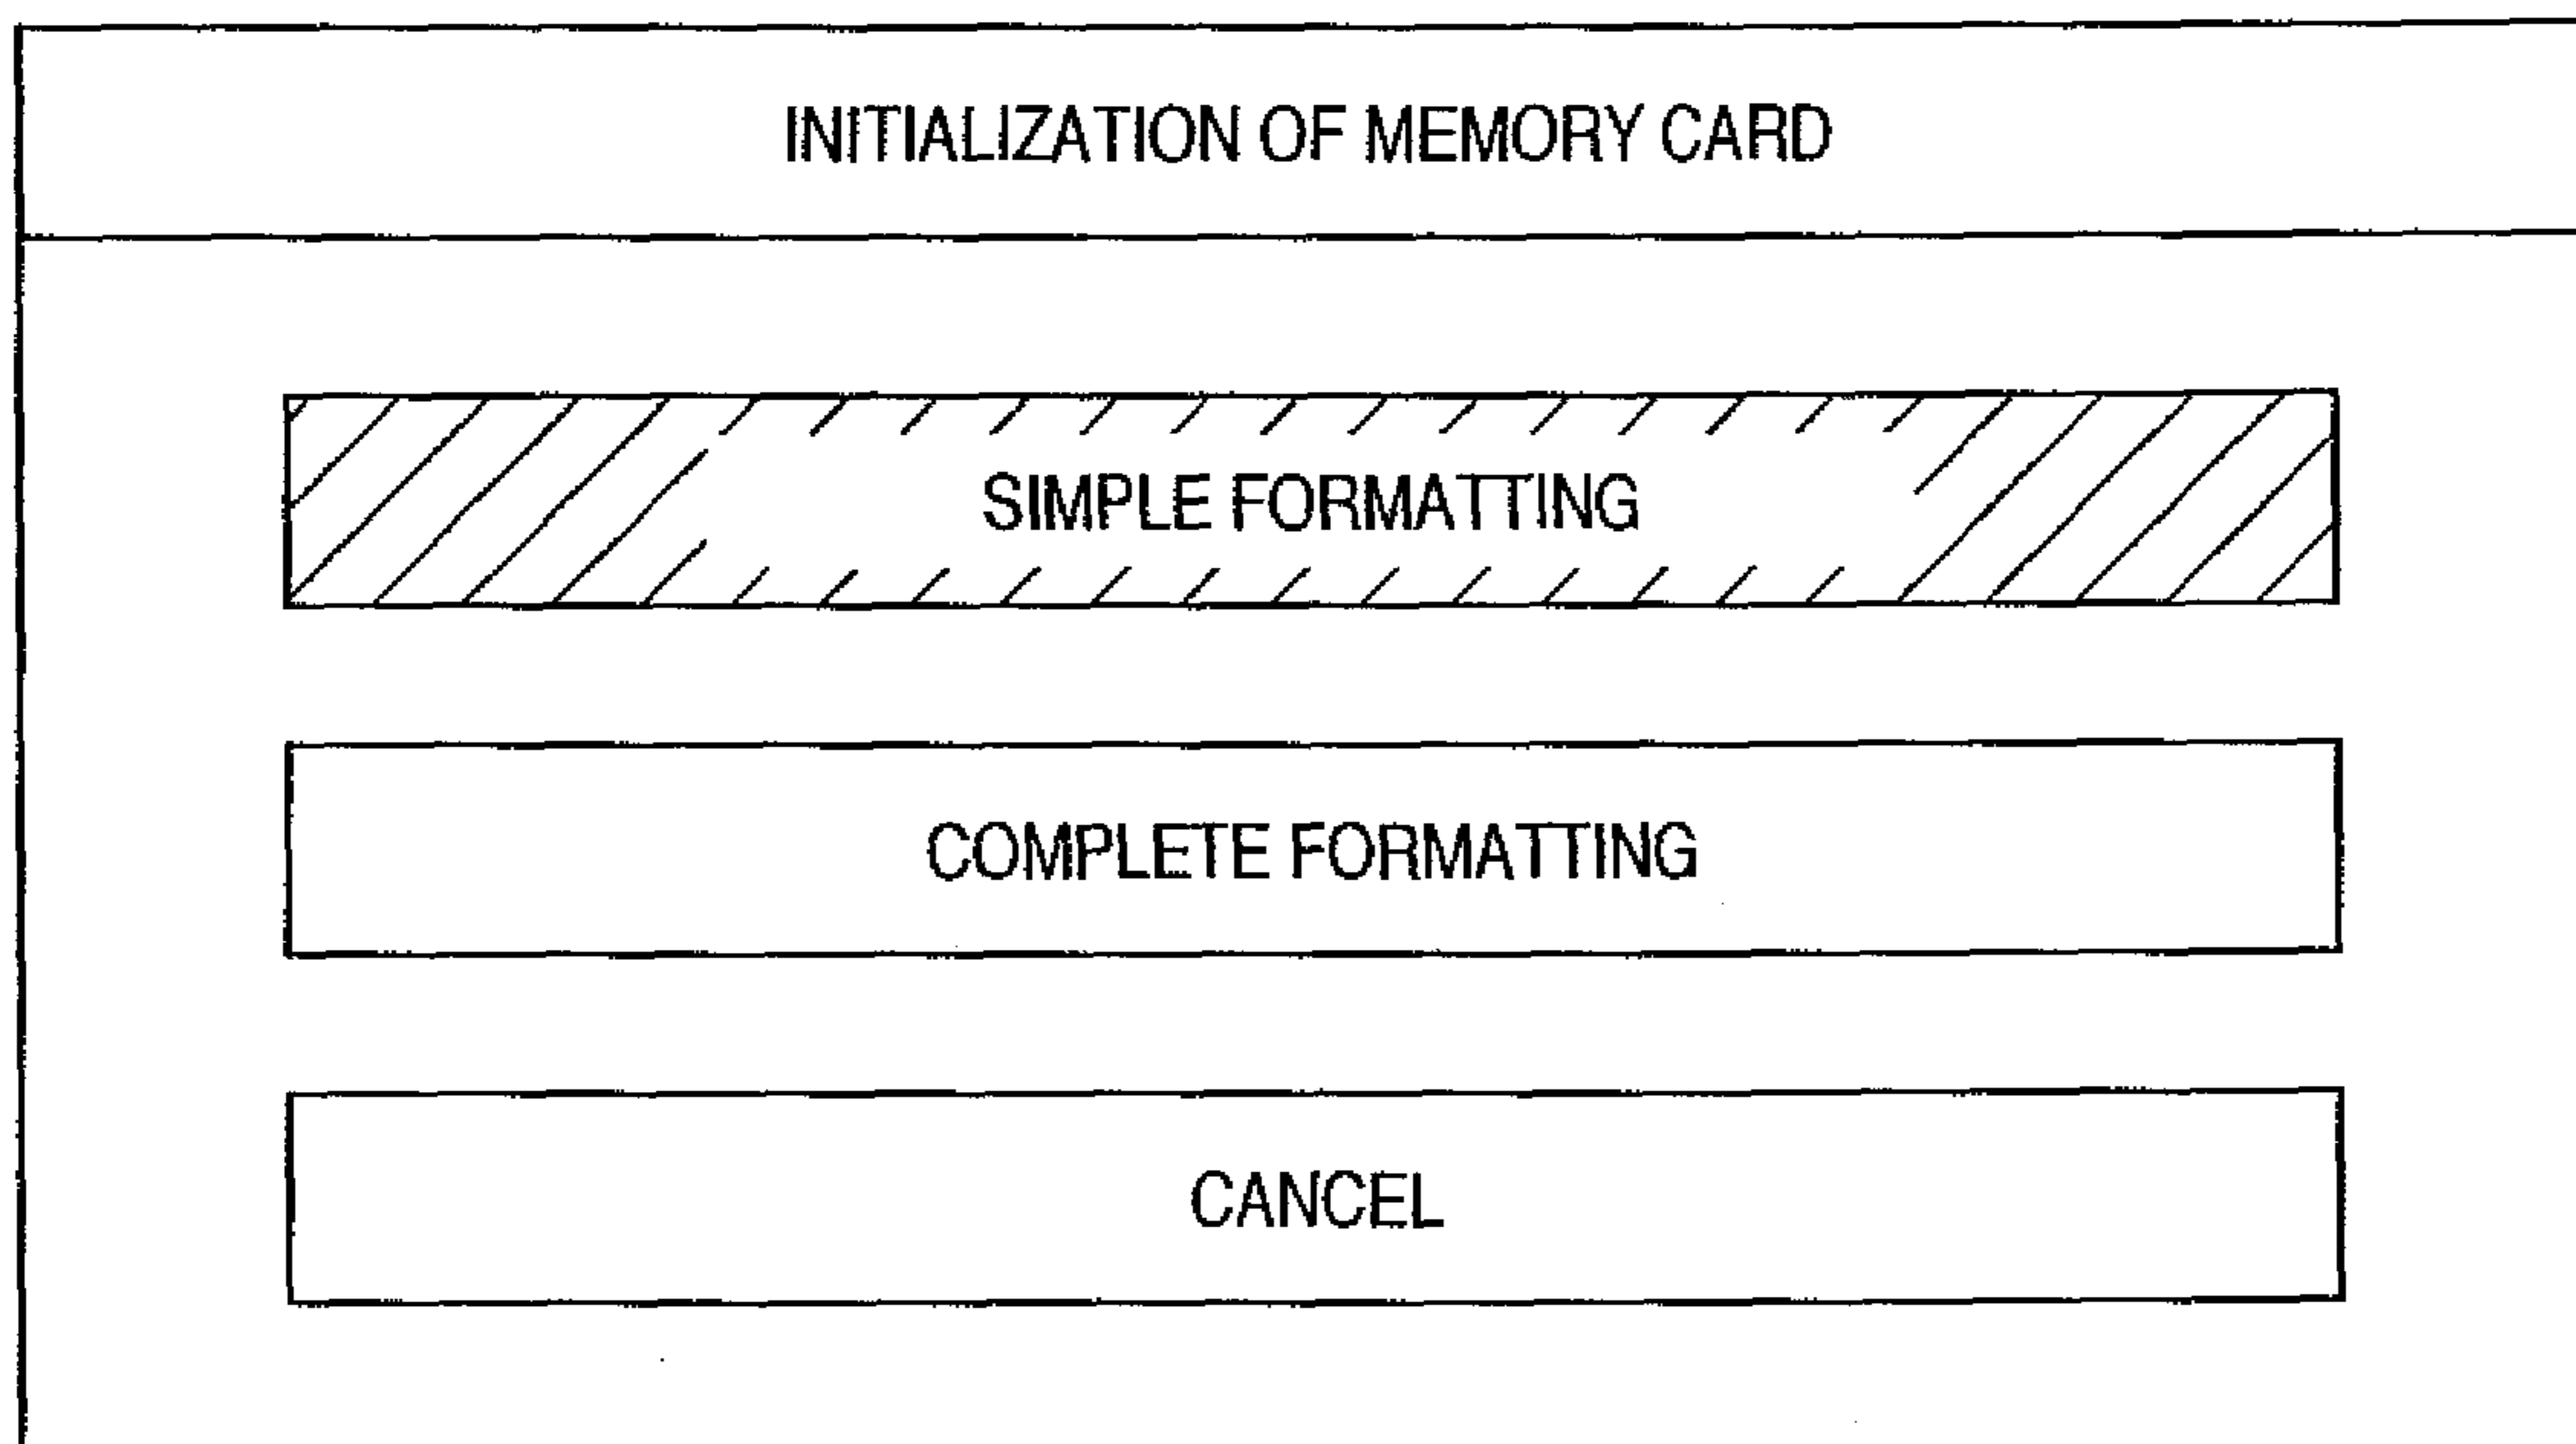 INITIALIZATION OF MEMORY CARD
SIMPLE FORMATTING
COMPLETE FORMATTING
CANCEL